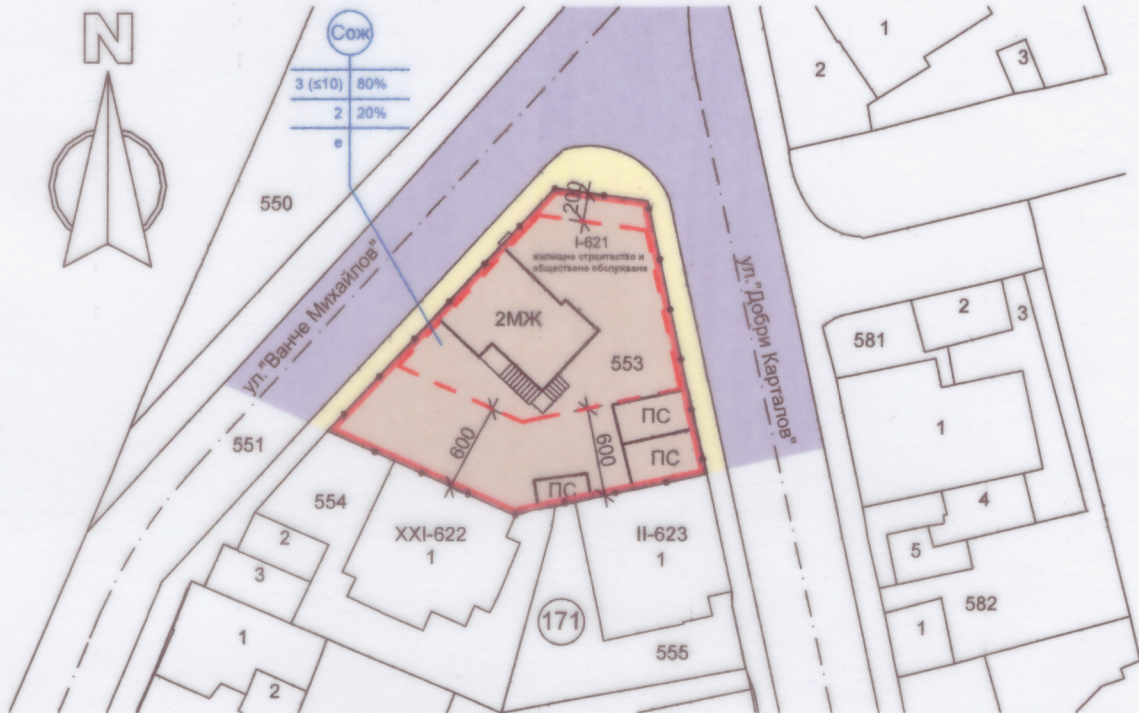 N
Сож
3 (≤10) 80%
2 20%
е
1
2
3
550
200
I-621
жилищно строителство и
обществено обслужване
ул."Ванче Михайлов"
ул."Добри Карталов"
2МЖ
553
581
2
3
1
ПС
ПС
ПС
600
600
551
554
2
3
XXI-622
1
II-623
1
4
5
582
1
171
555
1
2